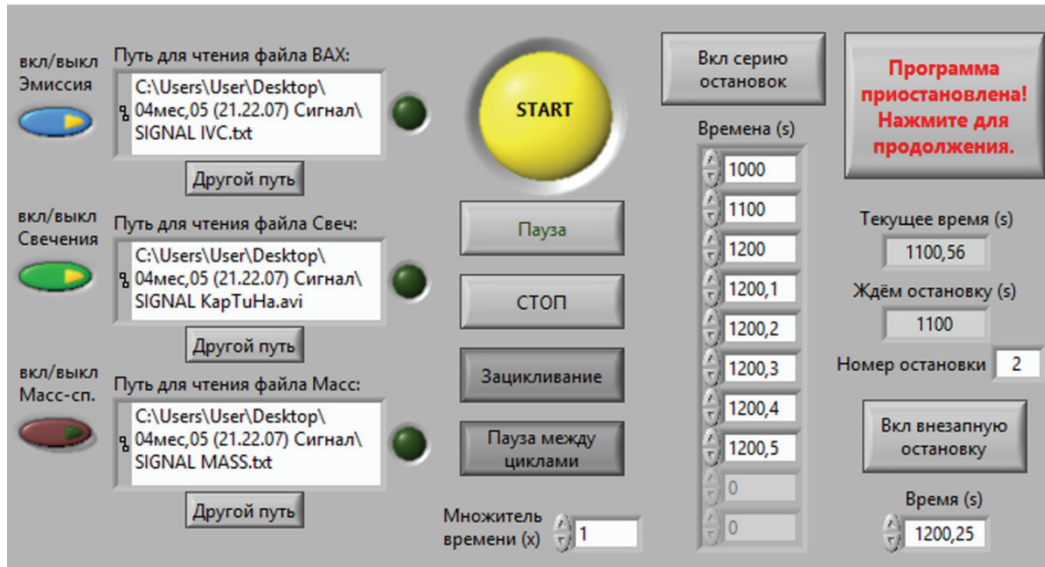 вкл/выкл
Эмиссия
Путь для чтения файла ВАХ:
C:\Users\User\Desktop\
04мес,05 (21.22.07) Сигнал\
SIGNAL IVC.txt
Другой путь
вкл/выкл
Свечения
Путь для чтения файла Свеч:
C:\Users\User\Desktop\
04мес,05 (21.22.07) Сигнал\
SIGNAL КарТuНа.avi
Другой путь
вкл/выкл
Масс-сп.
Путь для чтения файла Масс:
C:\Users\User\Desktop\
04мес,05 (21.22.07) Сигнал\
SIGNAL MASS.txt
Другой путь
START
Пауза
СТОП
Зацикливание
Пауза между
циклами
Множитель
времени (x)
1
Вкл серию
остановок
Времена (s)
1000
1100
1200
1200,1
1200,2
1200,3
1200,4
1200,5
0
0
Программа
приостановлена!
Нажмите для
продолжения.
Текущее время (s)
1100,56
Ждём остановку (s)
1100
Номер остановки 2
Вкл внезапную
остановку
Время (s)
1200,25